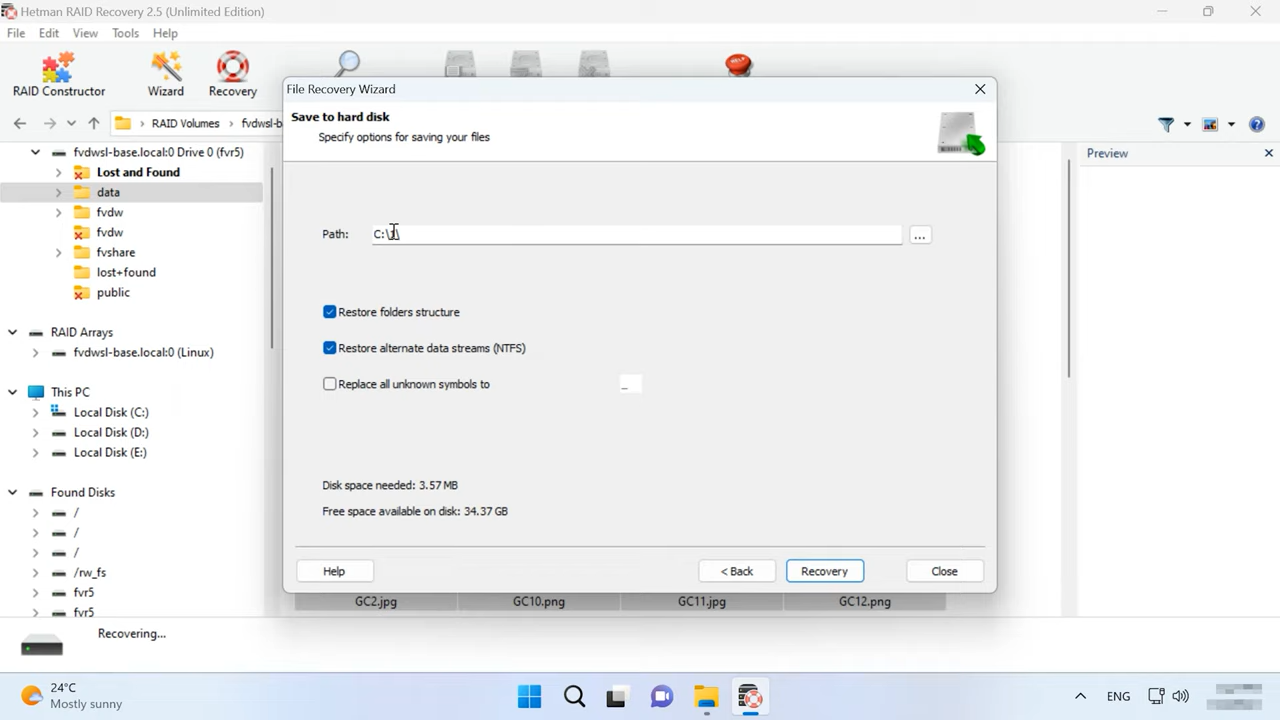 Hetman RAID Recovery 2.5 (Unlimited Edition)
File Edit View Tools Help
RAID Constructor
Wizard
Recovery
HELP
RAID Volumes
fvdwsl-b
File Recovery Wizard
Save to hard disk
Specify options for saving your files
Path:
...
Restore folders structure
Restore alternate data streams (NTFS)
Replace all unknown symbols to
_
Disk space needed: 3.57 MB
Free space available on disk: 34.37 GB
Help
< Back
Recovery
Close
fvdwsl-base.local:0 Drive 0 (fvr5)
Lost and Found
data
fvdw
fvdw
fvshare
lost+found
public
RAID Arrays
fvdwsl-base.local:0 (Linux)
This PC
Local Disk (C:)
Local Disk (D:)
Local Disk (E:)
Found Disks
/
/
/
/rw_fs
fvr5
fvr5
Preview
GC2.jpg
GC10.png
GC11.jpg
GC12.png
Recovering...
24°C
Mostly sunny
ENG